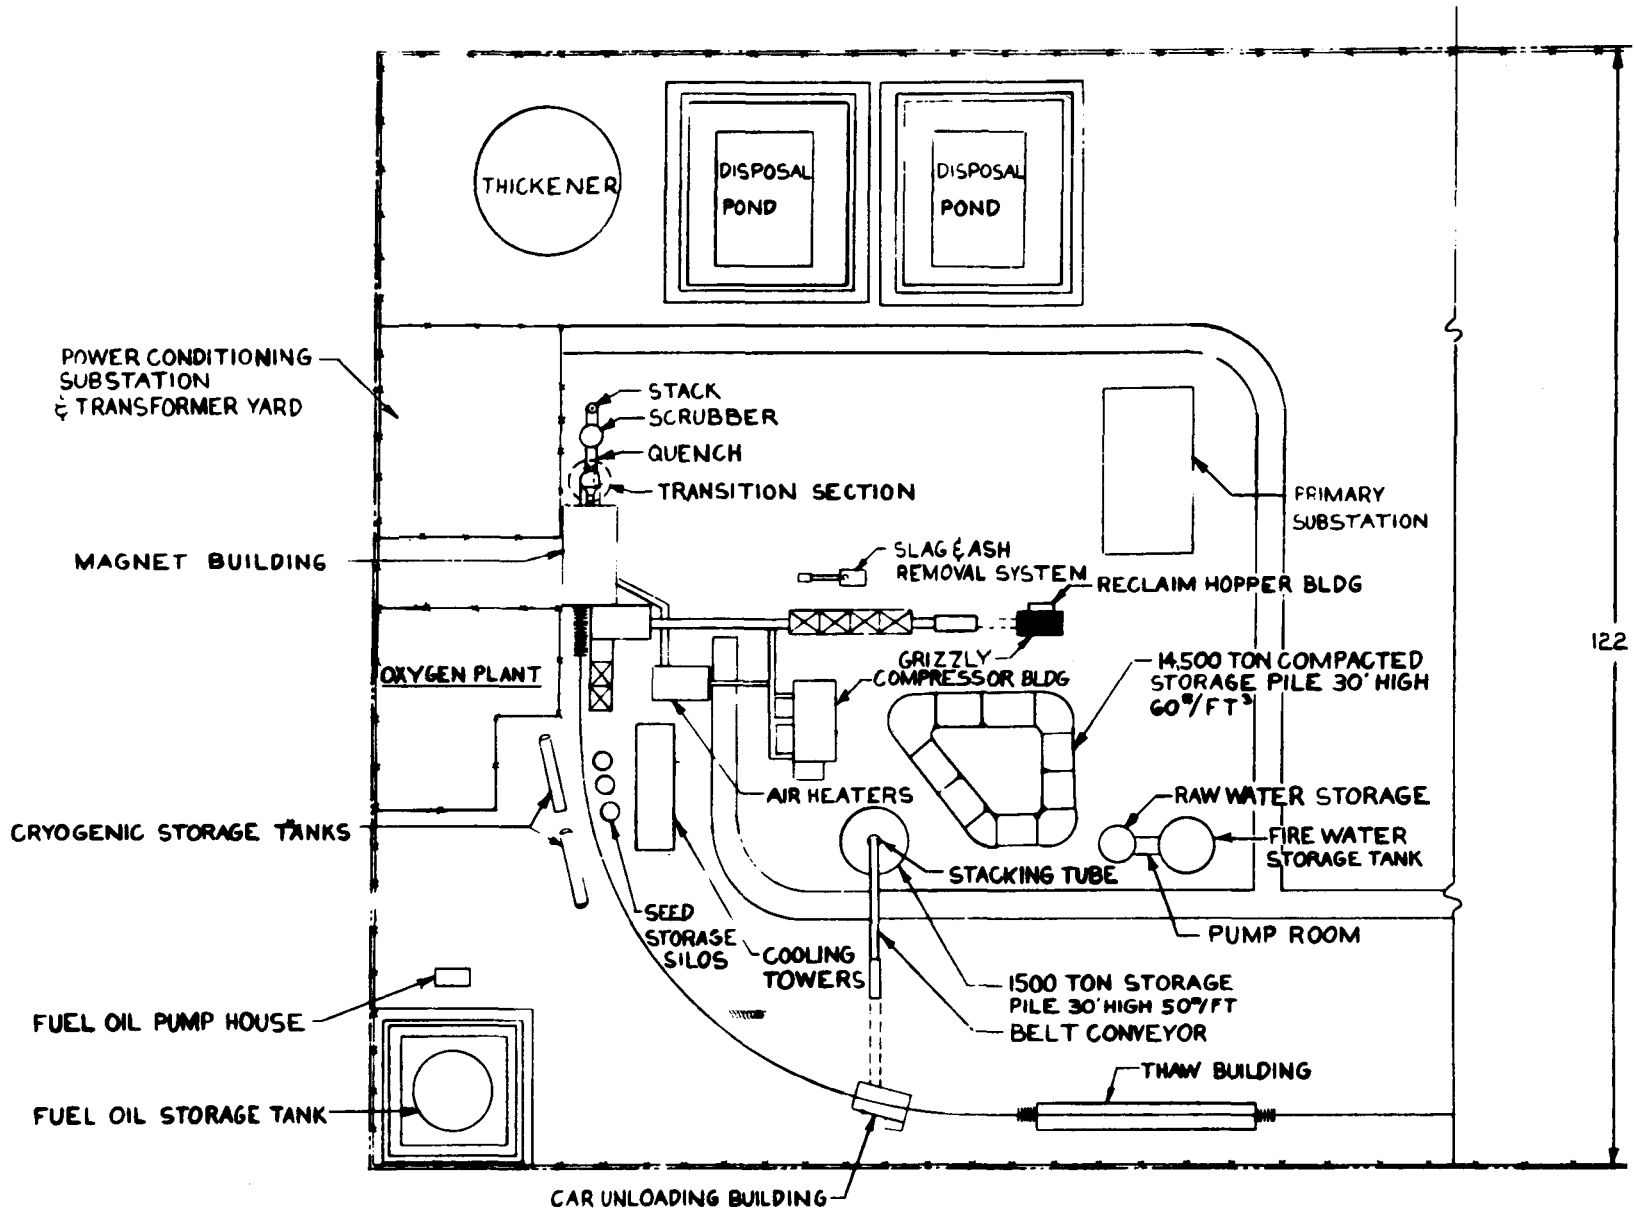 THICKENER
DISPOSAL
POND
DISPOSAL
POND
POWER CONDITIONING
SUBSTATION
& TRANSFORMER YARD
STACK
SCRUBBER
QUENCH
TRANSITION SECTION
PRIMARY
SUBSTATION
MAGNET BUILDING
SLAG & ASH
REMOVAL SYSTEM
RECLAIM HOPPER BLDG
122
GRIZZLY
COMPRESSOR BLDG
14,500 TON COMPACTED
STORAGE PILE 30' HIGH
60#/FT3
OXYGEN PLANT
AIR HEATERS
RAW WATER STORAGE
CRYOGENIC STORAGE TANKS
FIRE WATER
STORAGE TANK
STACKING TUBE
SEED
STORAGE
SILOS
COOLING
TOWERS
PUMP ROOM
1500 TON STORAGE
PILE 30' HIGH 50#/FT
BELT CONVEYOR
FUEL OIL PUMP HOUSE
THAW BUILDING
FUEL OIL STORAGE TANK
CAR UNLOADING BUILDING